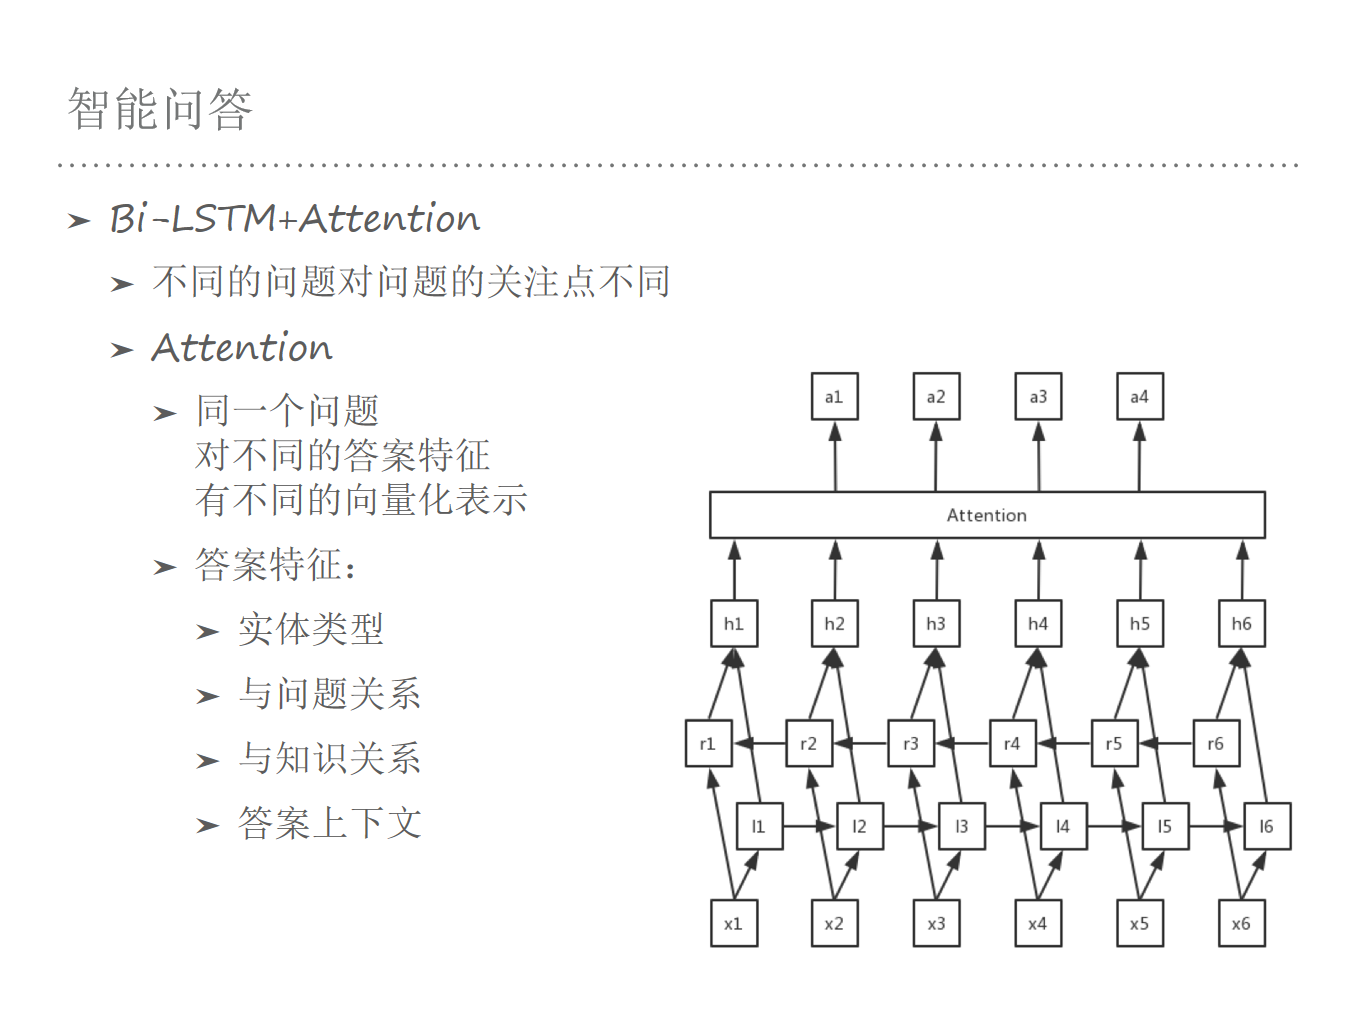 智能问答
➤ Bi-LSTM+Attention
➤ 不同的问题对问题的关注点不同
➤ Attention
➤ 同一个问题
对不同的答案特征
有不同的向量化表示
➤ 答案特征：
➤ 实体类型
➤ 与问题关系
➤ 与知识关系
➤ 答案上下文
a1 a2 a3 a4
Attention
h1 h2 h3 h4 h5 h6
r1 r2 r3 r4 r5 r6
l1 l2 l3 l4 l5 l6
x1 x2 x3 x4 x5 x6